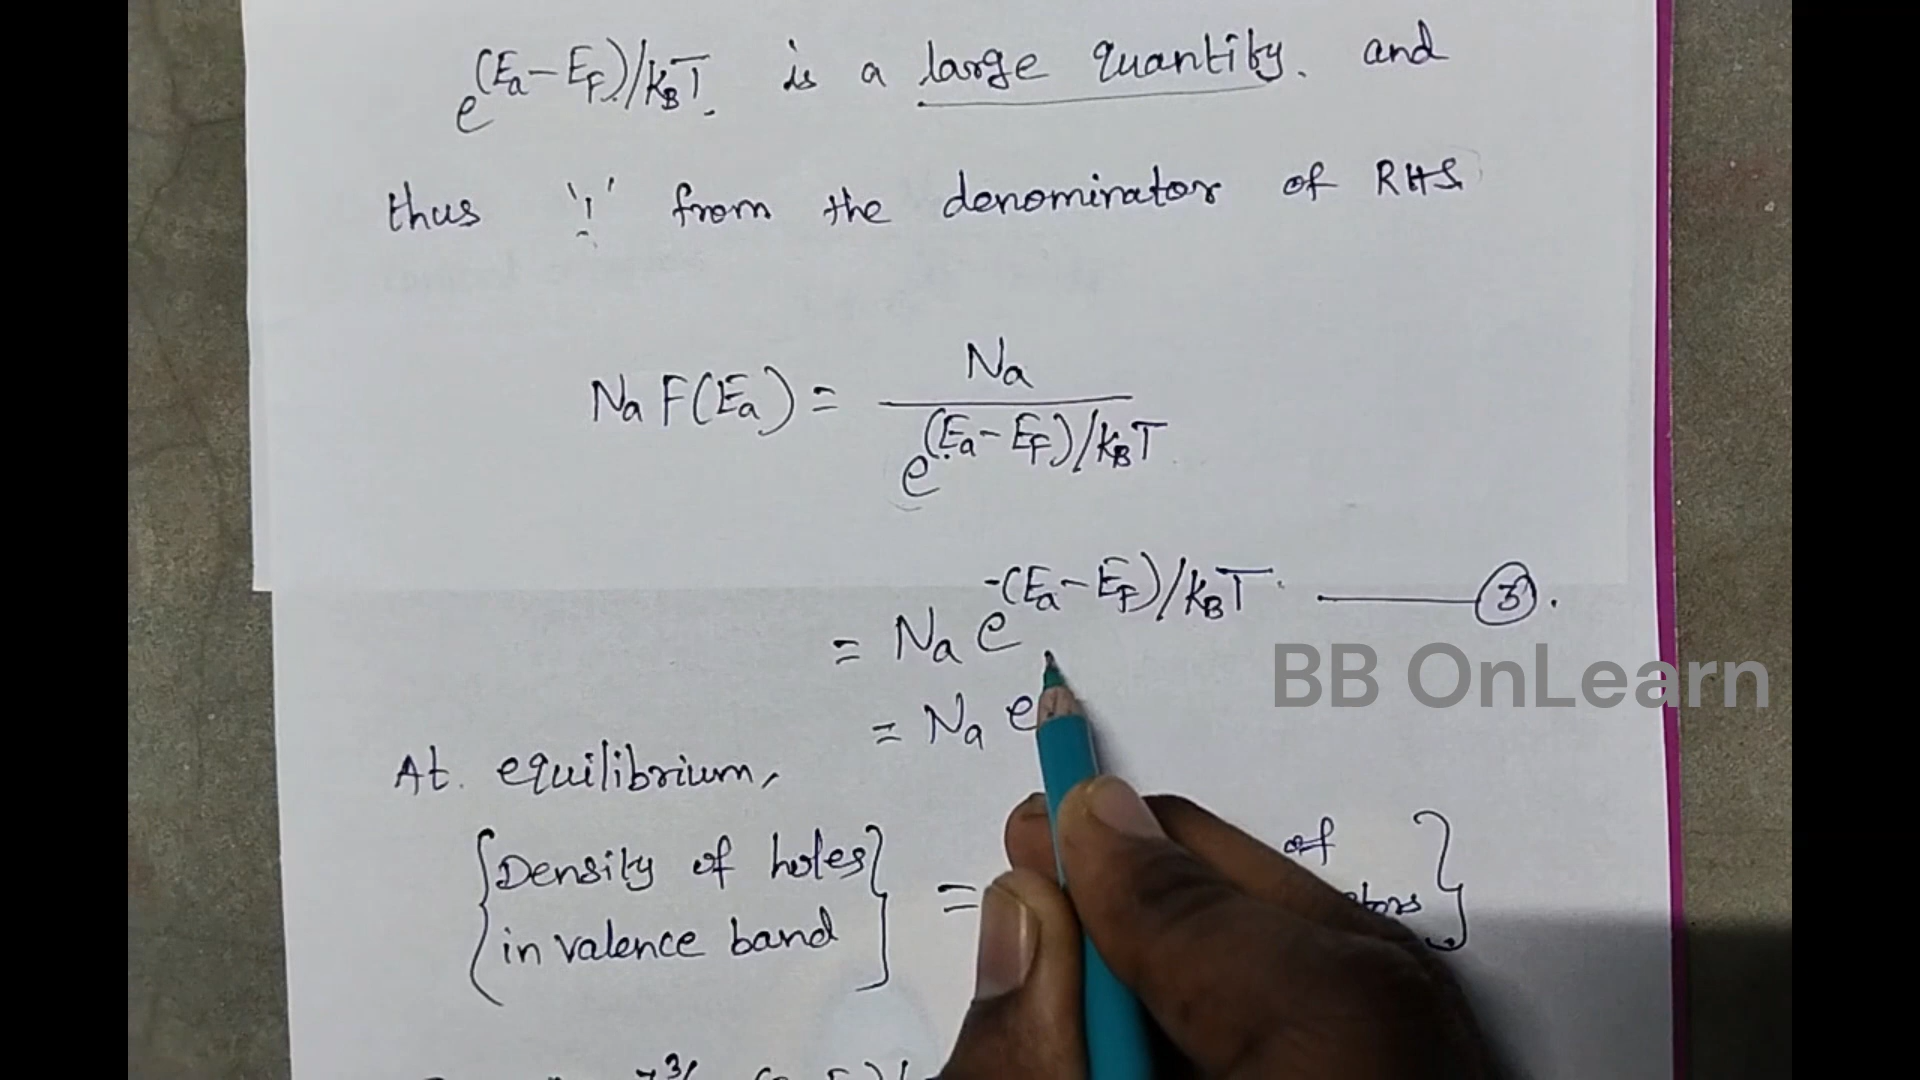 e^(Ea-EF)/kBT is a large quantity. and
thus '1' from the denominator of RHS
Na F(Ea) = Na / e^(Ea-EF)/kBT
= Na e^-(Ea-EF)/kBT —— 3.
BB OnLearn
= Na e
At equilibrium,
{Density of holes in valence band} = of